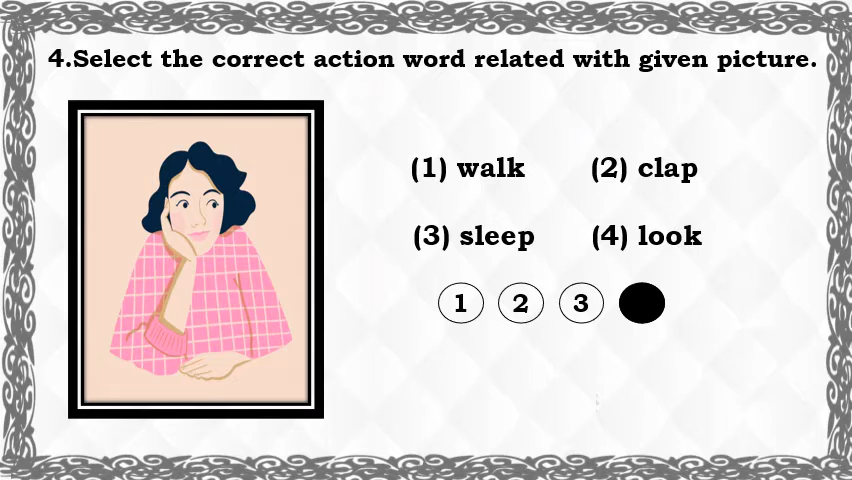 4.Select the correct action word related with given picture.
(1) walk (2) clap
(3) sleep (4) look
1 2 3